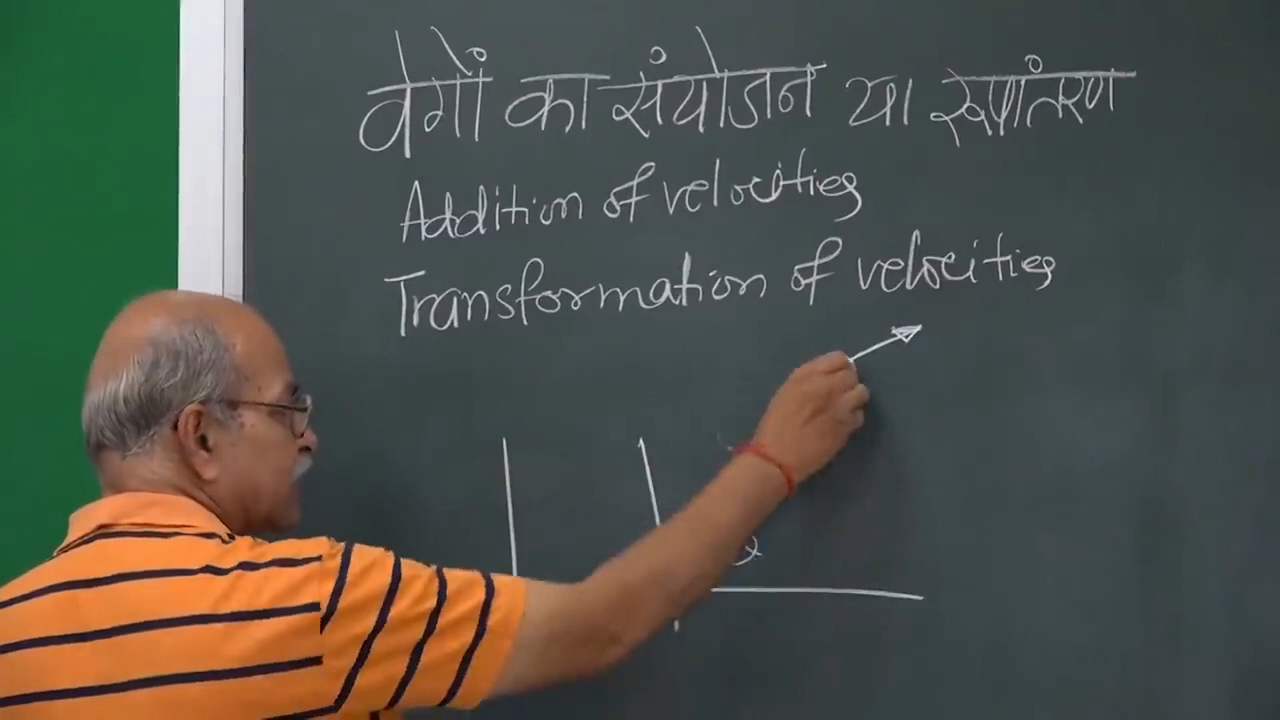 वेगों का संयोजन या रूपांतरण
Addition of velocities
Transformation of velocities